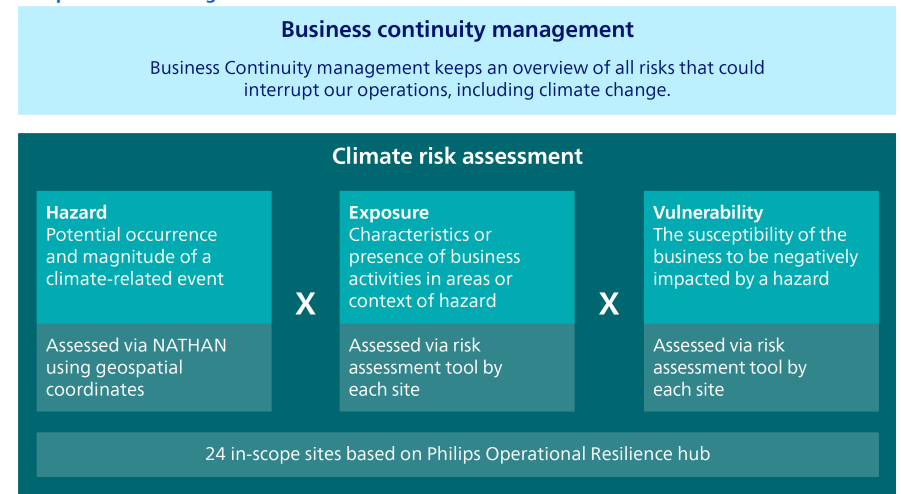 Business continuity management
Business Continuity management keeps an overview of all risks that could
interrupt our operations, including climate change.
Climate risk assessment
Hazard
Potential occurrence
and magnitude of a
climate-related event
Assessed via NATHAN
using geospatial
coordinates
X
Exposure
Characteristics or
presence of business
activities in areas or
context of hazard
Assessed via risk
assessment tool by
each site
X
Vulnerability
The susceptibility of the
business to be negatively
impacted by a hazard
Assessed via risk
assessment tool by
each site
24 in-scope sites based on Philips Operational Resilience hub